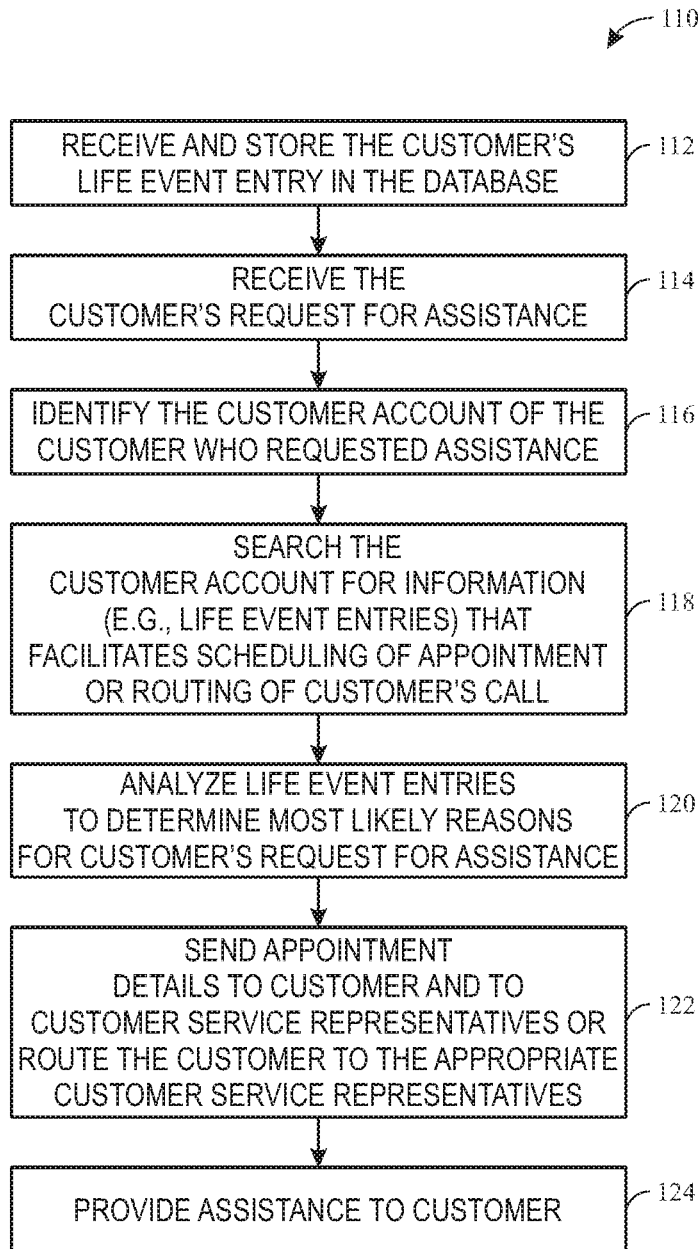 110
RECEIVE AND STORE THE CUSTOMER'S
LIFE EVENT ENTRY IN THE DATABASE
112
RECEIVE THE
CUSTOMER'S REQUEST FOR ASSISTANCE
114
IDENTIFY THE CUSTOMER ACCOUNT OF THE
CUSTOMER WHO REQUESTED ASSISTANCE
116
SEARCH THE
CUSTOMER ACCOUNT FOR INFORMATION
(E.G., LIFE EVENT ENTRIES) THAT
FACILITATES SCHEDULING OF APPOINTMENT
OR ROUTING OF CUSTOMER'S CALL
118
ANALYZE LIFE EVENT ENTRIES
TO DETERMINE MOST LIKELY REASONS
FOR CUSTOMER'S REQUEST FOR ASSISTANCE
120
SEND APPOINTMENT
DETAILS TO CUSTOMER AND TO
CUSTOMER SERVICE REPRESENTATIVES OR
ROUTE THE CUSTOMER TO THE APPROPRIATE
CUSTOMER SERVICE REPRESENTATIVES
122
PROVIDE ASSISTANCE TO CUSTOMER
124